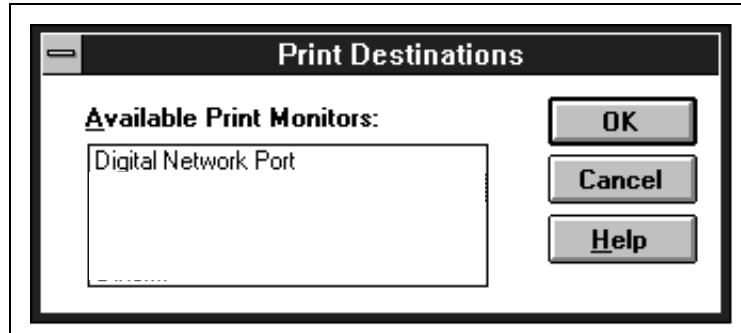 Print Destinations
Available Print Monitors:
Digital Network Port
OK
Cancel
Help